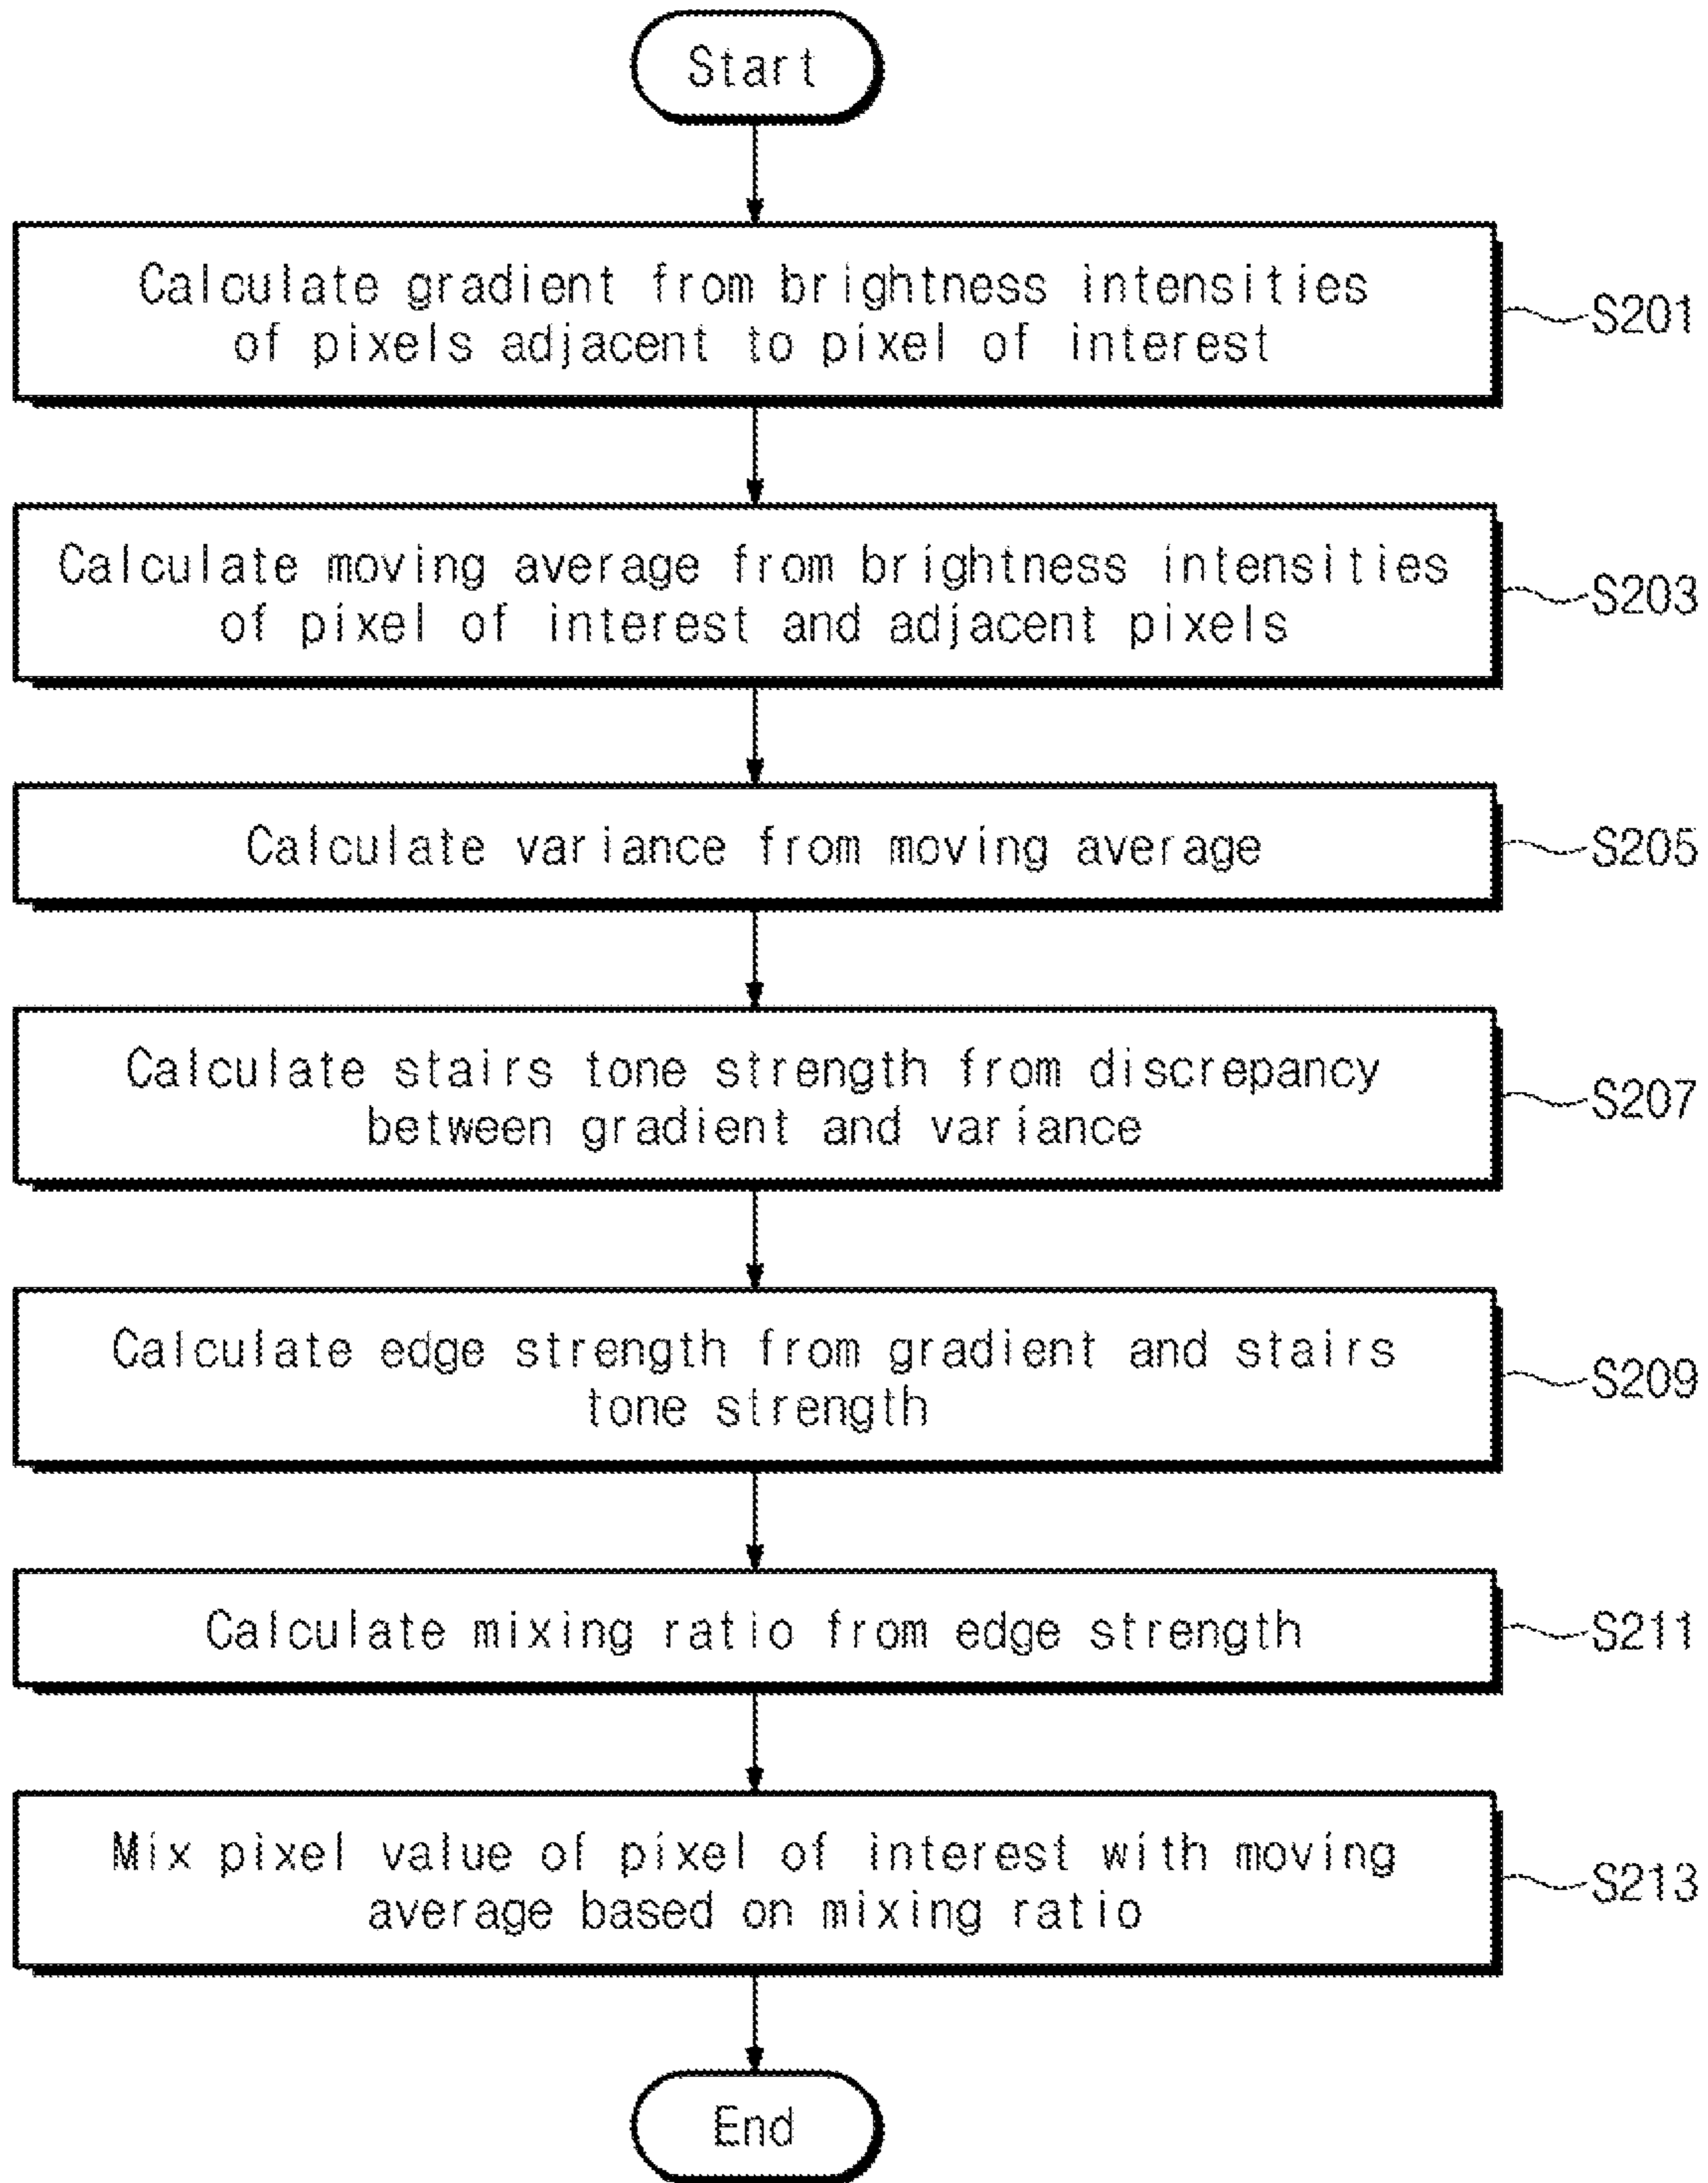 Start
Calculate gradient from brightness intensities
of pixels adjacent to pixel of interest
S201
Calculate moving average from brightness intensities
of pixel of interest and adjacent pixels
S203
Calculate variance from moving average
S205
Calculate stairs tone strength from discrepancy
between gradient and variance
S207
Calculate edge strength from gradient and stairs
tone strength
S209
Calculate mixing ratio from edge strength
S211
Mix pixel value of pixel of interest with moving
average based on mixing ratio
S213
End